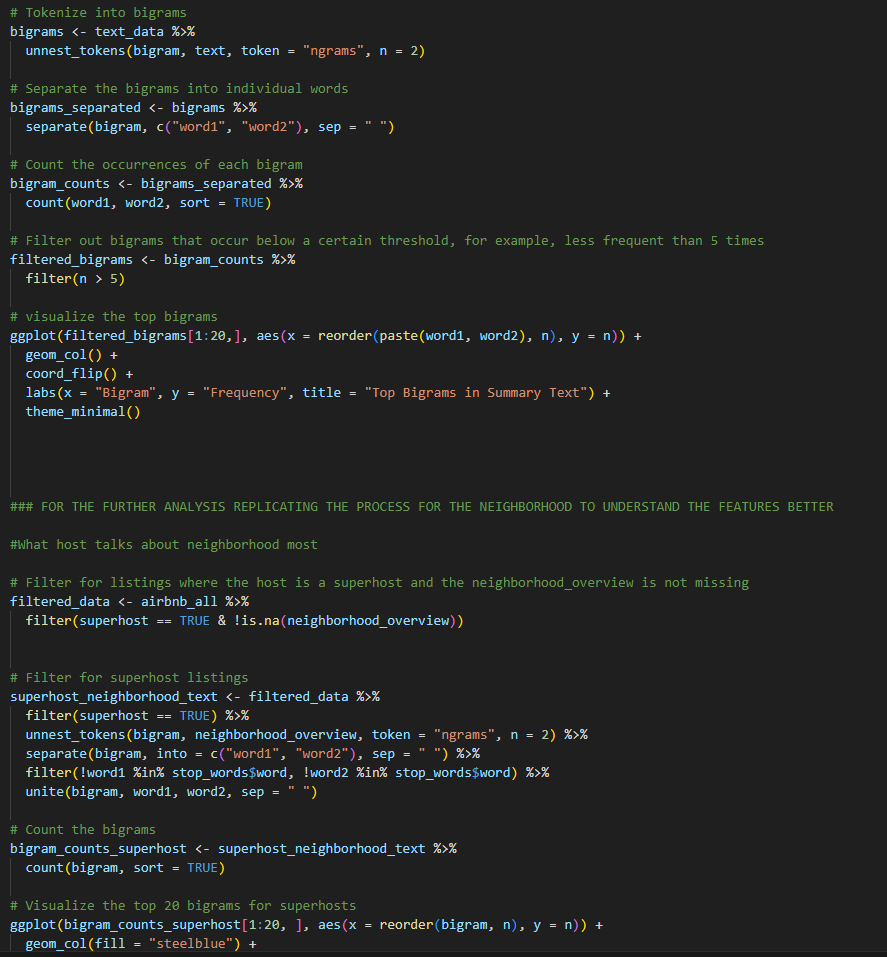 # Tokenize into bigrams
bigrams <- text_data %>%
  unnest_tokens(bigram, text, token = "ngrams", n = 2)
# Separate the bigrams into individual words
bigrams_separated <- bigrams %>%
  separate(bigram, c("word1", "word2"), sep = " ")
# Count the occurrences of each bigram
bigram_counts <- bigrams_separated %>%
  count(word1, word2, sort = TRUE)
# Filter out bigrams that occur below a certain threshold, for example, less frequent than 5 times
filtered_bigrams <- bigram_counts %>%
  filter(n > 5)
# visualize the top bigrams
ggplot(filtered_bigrams[1:20,], aes(x = reorder(paste(word1, word2), n), y = n)) +
  geom_col() +
  coord_flip() +
  labs(x = "Bigram", y = "Frequency", title = "Top Bigrams in Summary Text") +
  theme_minimal()
### FOR THE FURTHER ANALYSIS REPLICATING THE PROCESS FOR THE NEIGHBORHOOD TO UNDERSTAND THE FEATURES BETTER
#What host talks about neighborhood most
# Filter for listings where the host is a superhost and the neighborhood_overview is not missing
filtered_data <- airbnb_all %>%
  filter(superhost == TRUE & !is.na(neighborhood_overview))
# Filter for superhost listings
superhost_neighborhood_text <- filtered_data %>%
  filter(superhost == TRUE) %>%
  unnest_tokens(bigram, neighborhood_overview, token = "ngrams", n = 2) %>%
  separate(bigram, into = c("word1", "word2"), sep = " ") %>%
  filter(!word1 %in% stop_words$word, !word2 %in% stop_words$word) %>%
  unite(bigram, word1, word2, sep = " ")
# Count the bigrams
bigram_counts_superhost <- superhost_neighborhood_text %>%
  count(bigram, sort = TRUE)
# Visualize the top 20 bigrams for superhosts
ggplot(bigram_counts_superhost[1:20, ], aes(x = reorder(bigram, n), y = n)) +
  geom_col(fill = "steelblue") +